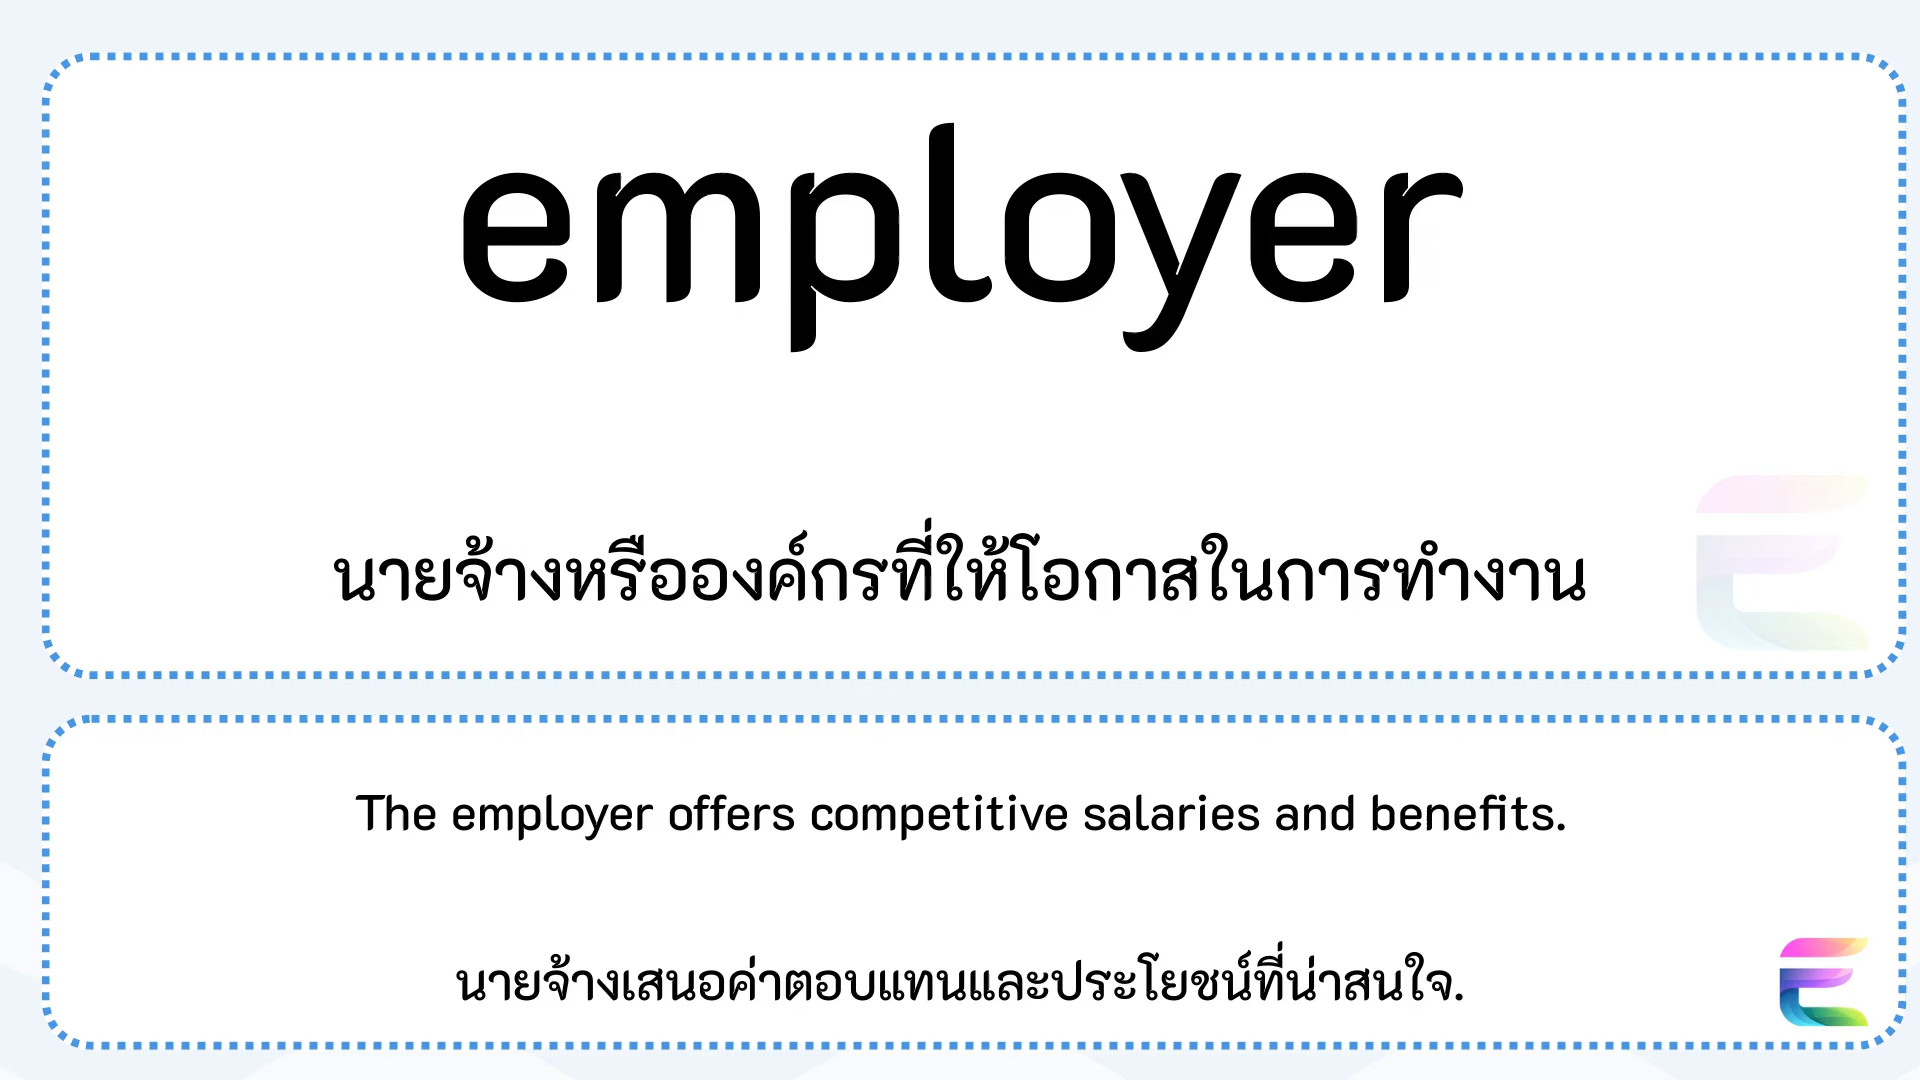 employer
นายจ้างหรือองค์กรที่ให้โอกาสในการทำงาน
The employer offers competitive salaries and benefits.
นายจ้างเสนอค่าตอบแทนและประโยชน์ที่น่าสนใจ.